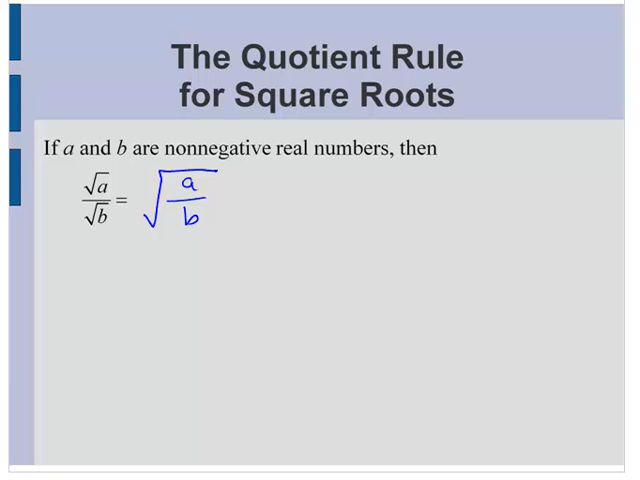 The Quotient Rule
for Square Roots
If a and b are nonnegative real numbers, then
√a/√b = √(a/b)